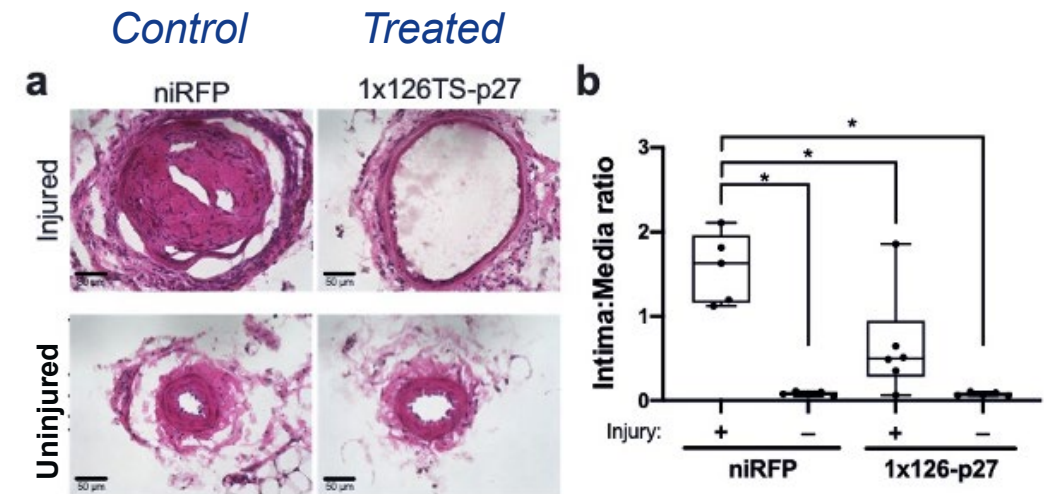 Control Treated
a
niRFP 1x126TS-p27
Injured
50 µm 50 µm
Uninjured
50 µm 50 µm
b
Intima:Media ratio
3
2
1
0
* * *
Injury: + – + –
niRFP 1x126-p27